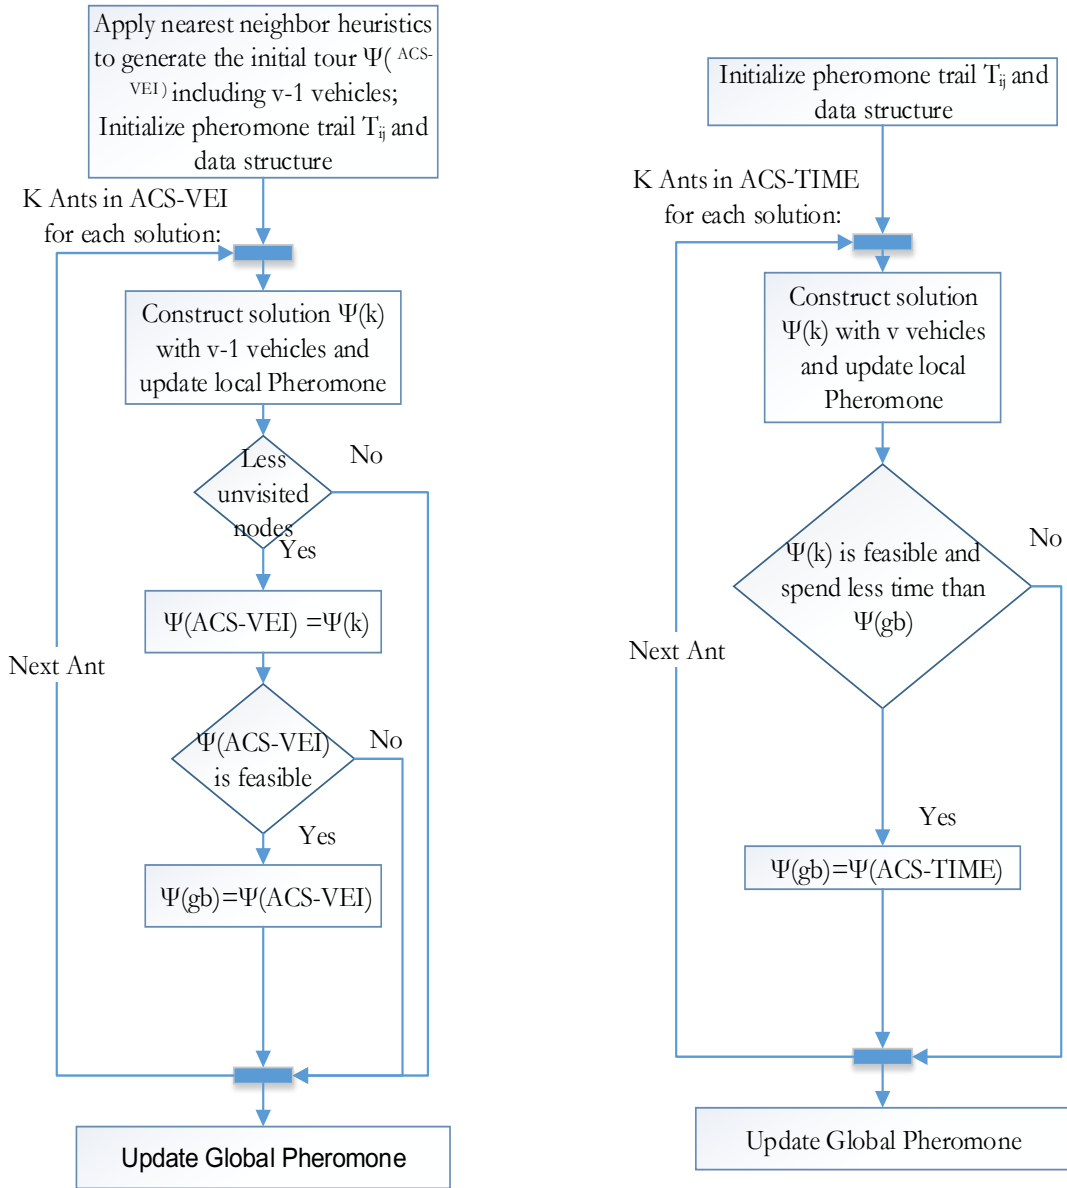 Apply nearest neighbor heuristics
to generate the initial tour Ψ( ACS-
VEI ) including v-1 vehicles;
Initialize pheromone trail Tij and
data structure
K Ants in ACS-VEI
for each solution:
Construct solution Ψ(k)
with v-1 vehicles and
update local Pheromone
Less
unvisited
nodes
No
Yes
Ψ(ACS-VEI) =Ψ(k)
Next Ant
Ψ(ACS-VEI)
is feasible
No
Yes
Ψ(gb)=Ψ(ACS-VEI)
Update Global Pheromone
Initialize pheromone trail Tij and
data structure
K Ants in ACS-TIME
for each solution:
Construct solution
Ψ(k) with v vehicles
and update local
Pheromone
Ψ(k) is feasible and
spend less time than
Ψ(gb)
No
Next Ant
Yes
Ψ(gb)=Ψ(ACS-TIME)
Update Global Pheromone